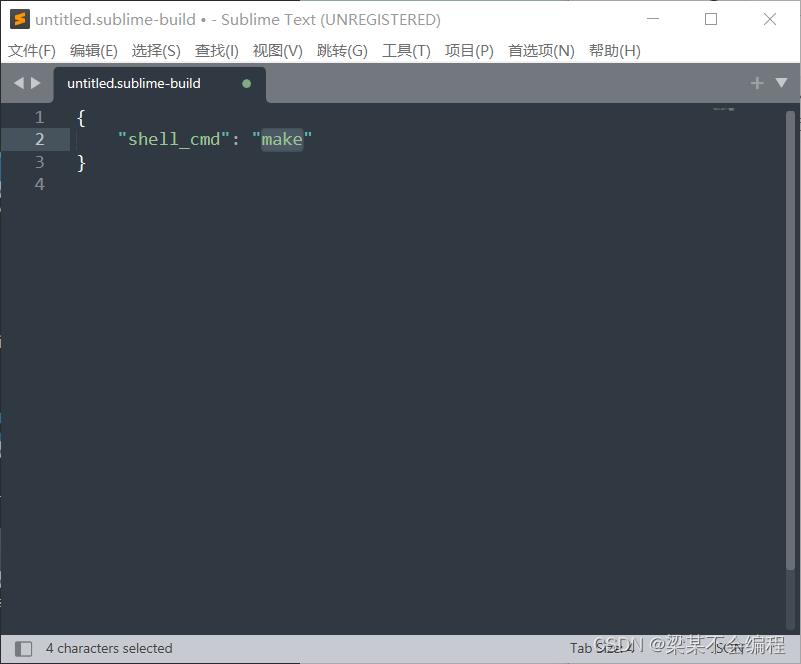 untitled.sublime-build • - Sublime Text (UNREGISTERED)
文件(F) 编辑(E) 选择(S) 查找(I) 视图(V) 跳转(G) 工具(T) 项目(P) 首选项(N) 帮助(H)
untitled.sublime-build
1 {
2 "shell_cmd": "make"
3 }
4
4 characters selected Tab Size: 4 JSON
CSDN @梁某不会编程